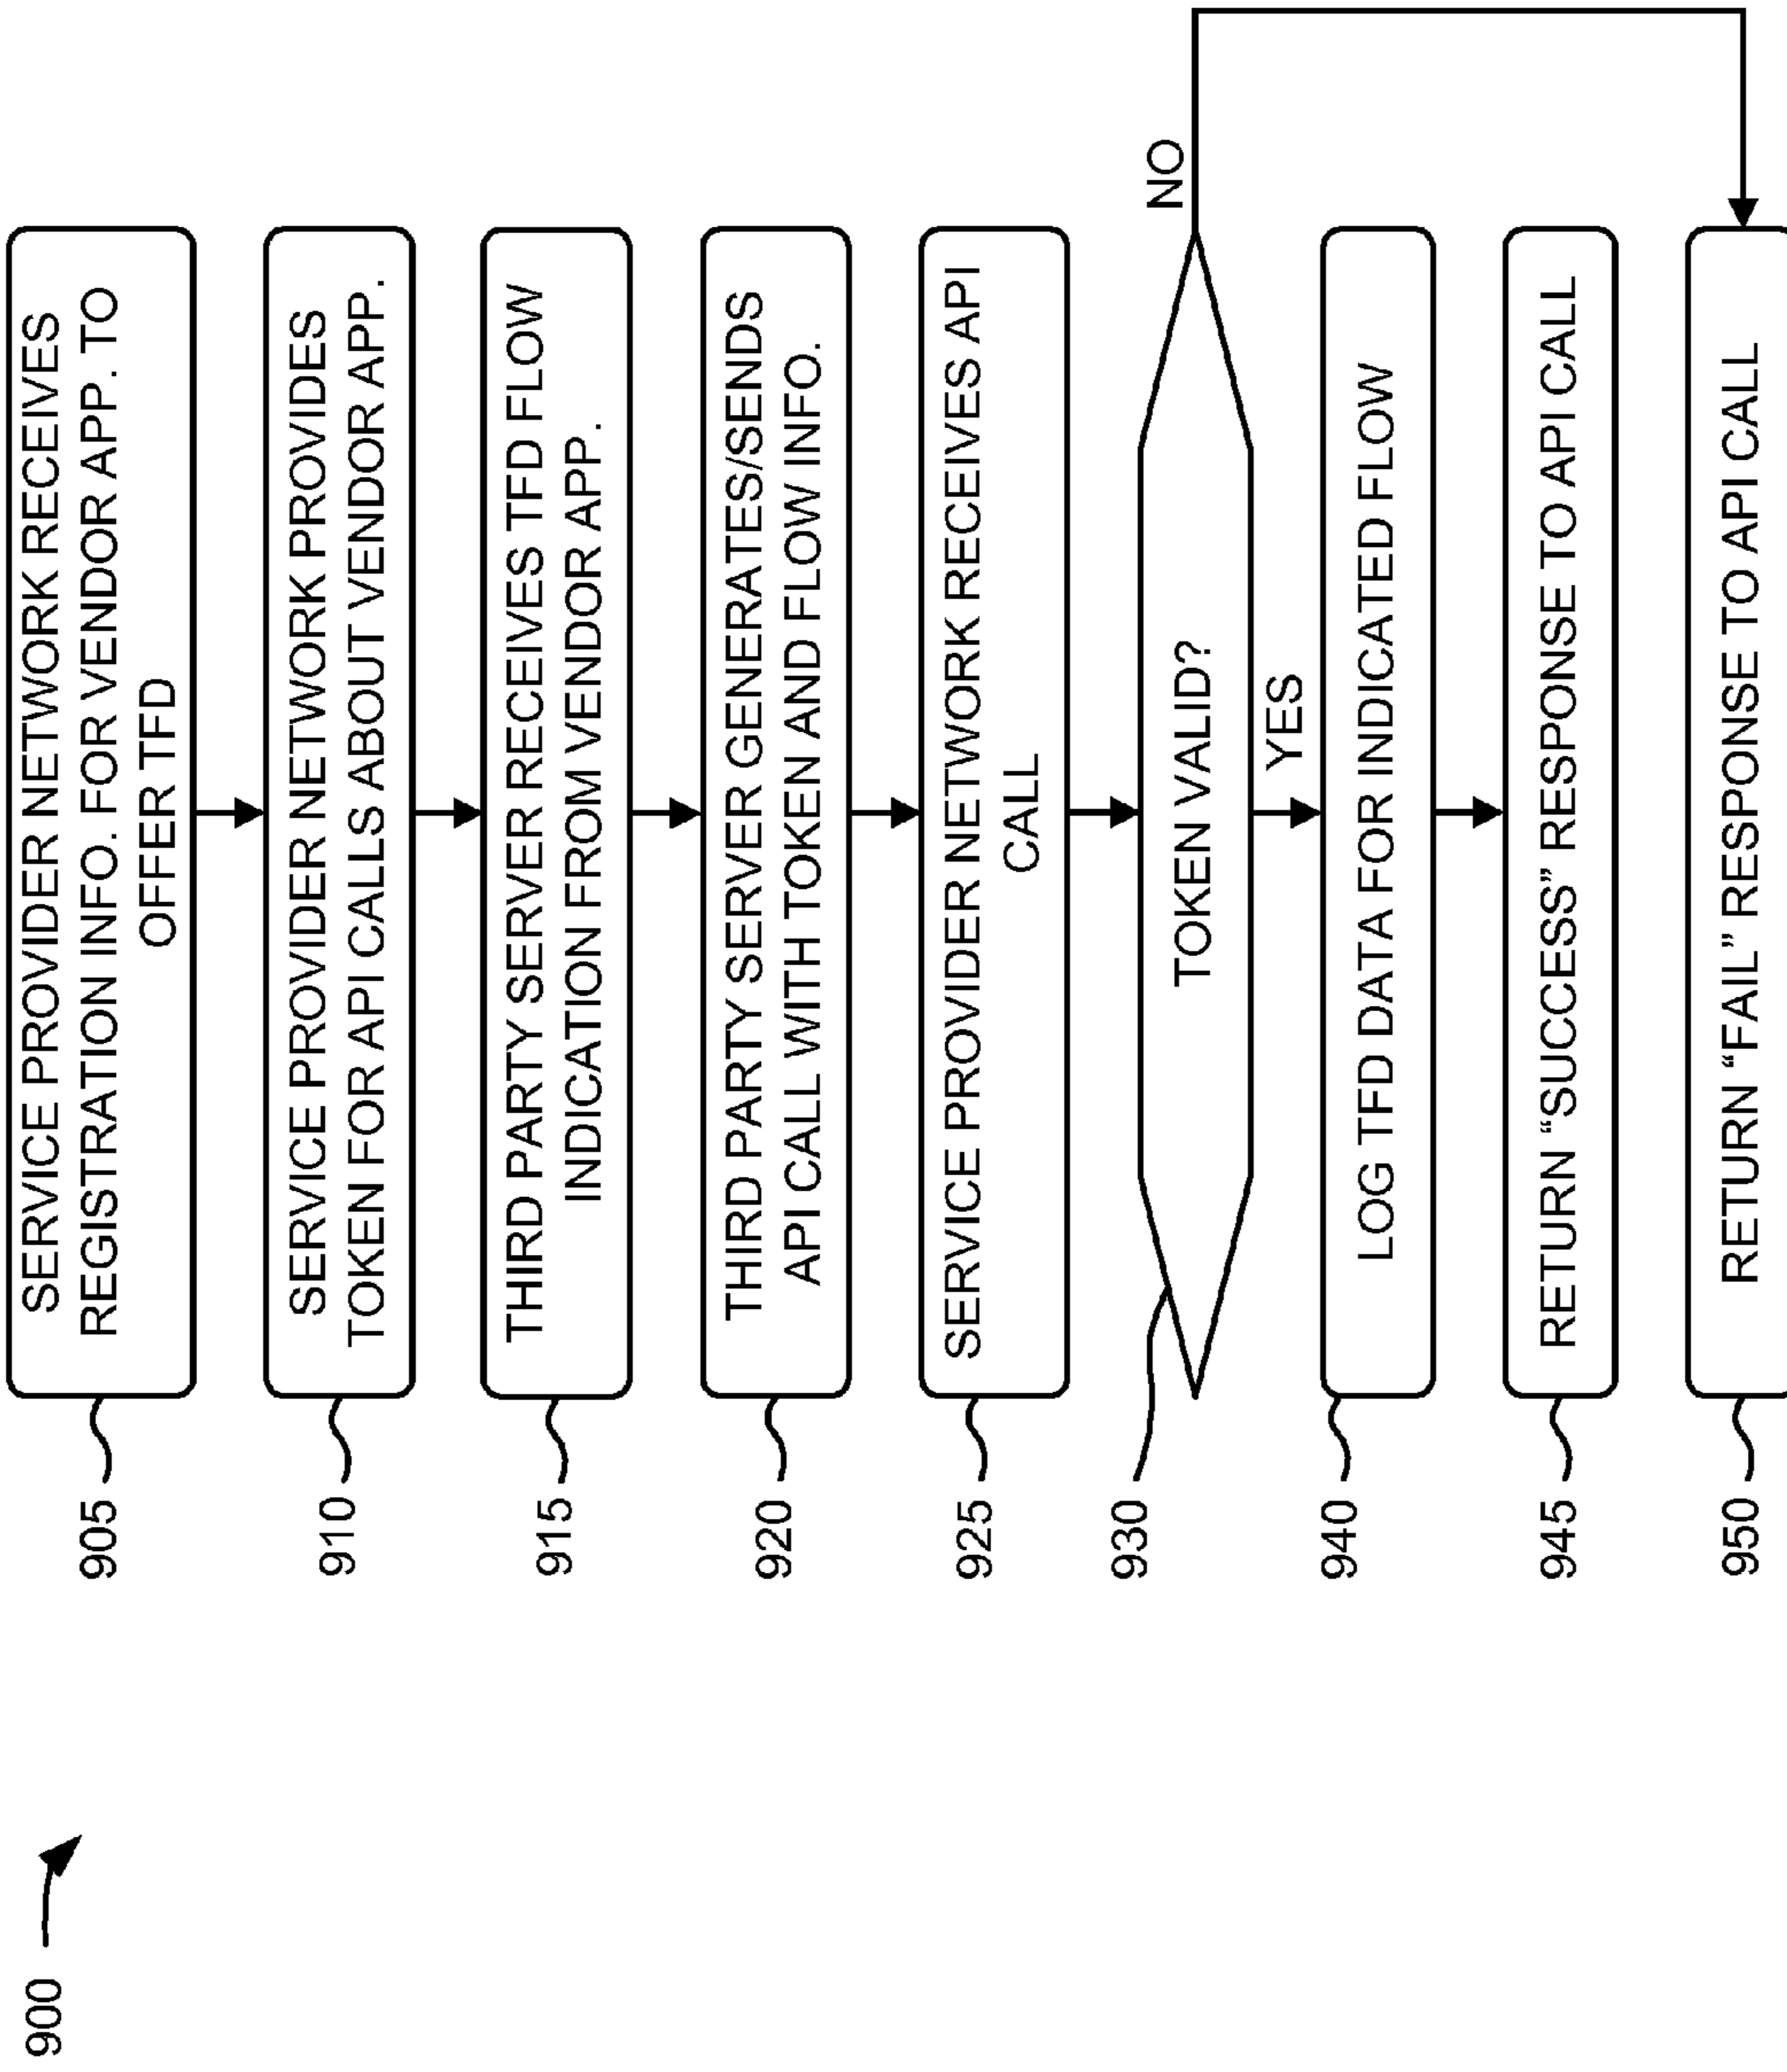 900
905
SERVICE PROVIDER NETWORK RECEIVES
REGISTRATION INFO. FOR VENDOR APP. TO
OFFER TFD
910
SERVICE PROVIDER NETWORK PROVIDES
TOKEN FOR API CALLS ABOUT VENDOR APP.
915
THIRD PARTY SERVER RECEIVES TFD FLOW
INDICATION FROM VENDOR APP.
920
THIRD PARTY SERVER GENERATES/SENDS
API CALL WITH TOKEN AND FLOW INFO.
925
SERVICE PROVIDER NETWORK RECEIVES API
CALL
930
TOKEN VALID?
NO
YES
940
LOG TFD DATA FOR INDICATED FLOW
945
RETURN “SUCCESS” RESPONSE TO API CALL
950
RETURN “FAIL” RESPONSE TO API CALL